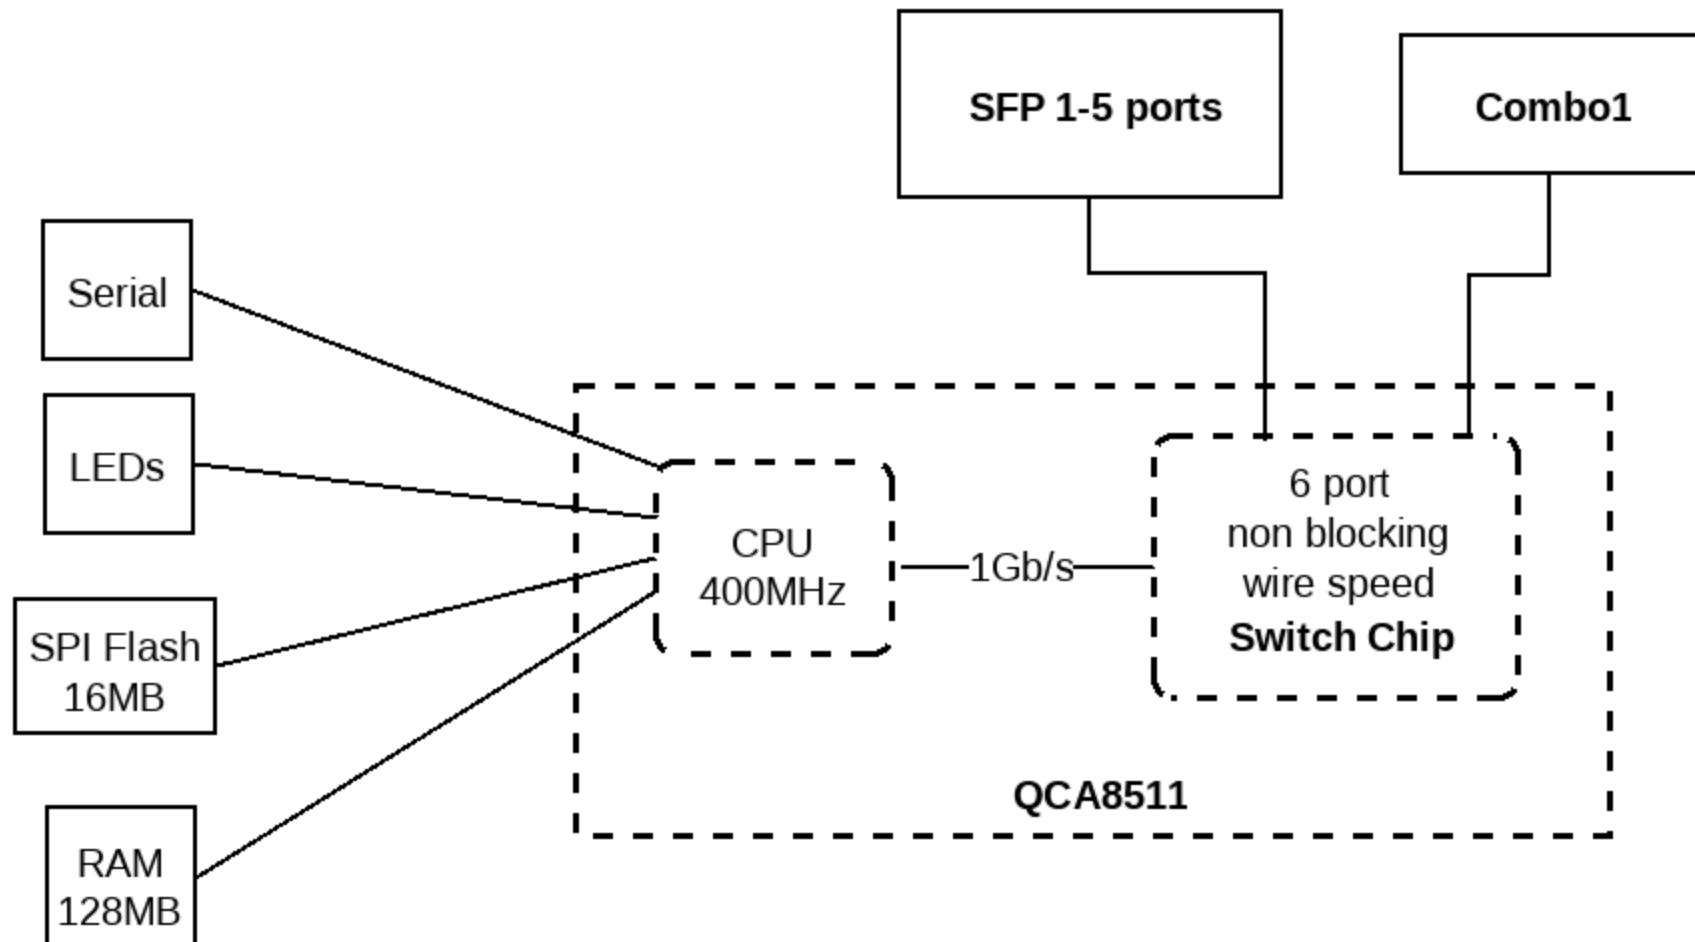 SFP 1-5 ports
Combo1
Serial
LEDs
SPI Flash
16MB
RAM
128MB
CPU
400MHz
1Gb/s
6 port
non blocking
wire speed
Switch Chip
QCA8511